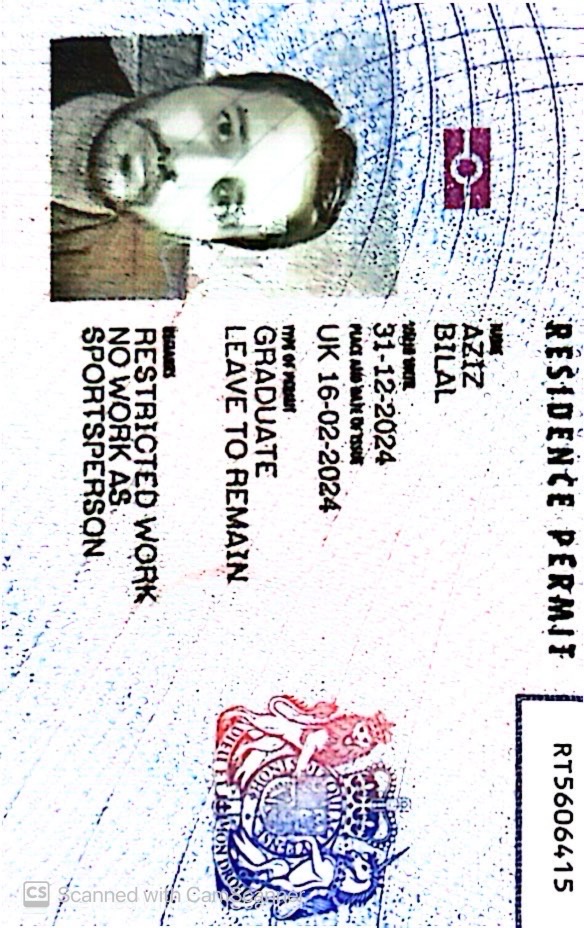 RESIDENCE PERMIT
RT5606415
NAME
AZIZ
BILAL
VALID UNTIL
31-12-2024
PLACE AND DATE OF ISSUE
UK 16-02-2024
TYPE OF PERMIT
GRADUATE
LEAVE TO REMAIN
REMARKS
RESTRICTED WORK
NO WORK AS
SPORTSPERSON
CS Scanned with CamScanner